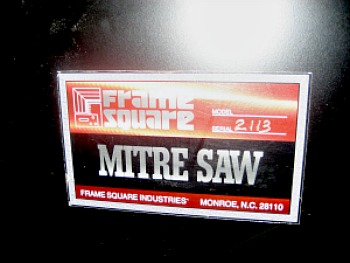 Frame
Square
MODEL
SERIAL 2113
MITRE SAW
FRAME SQUARE INDUSTRIES MONROE, N.C. 28110